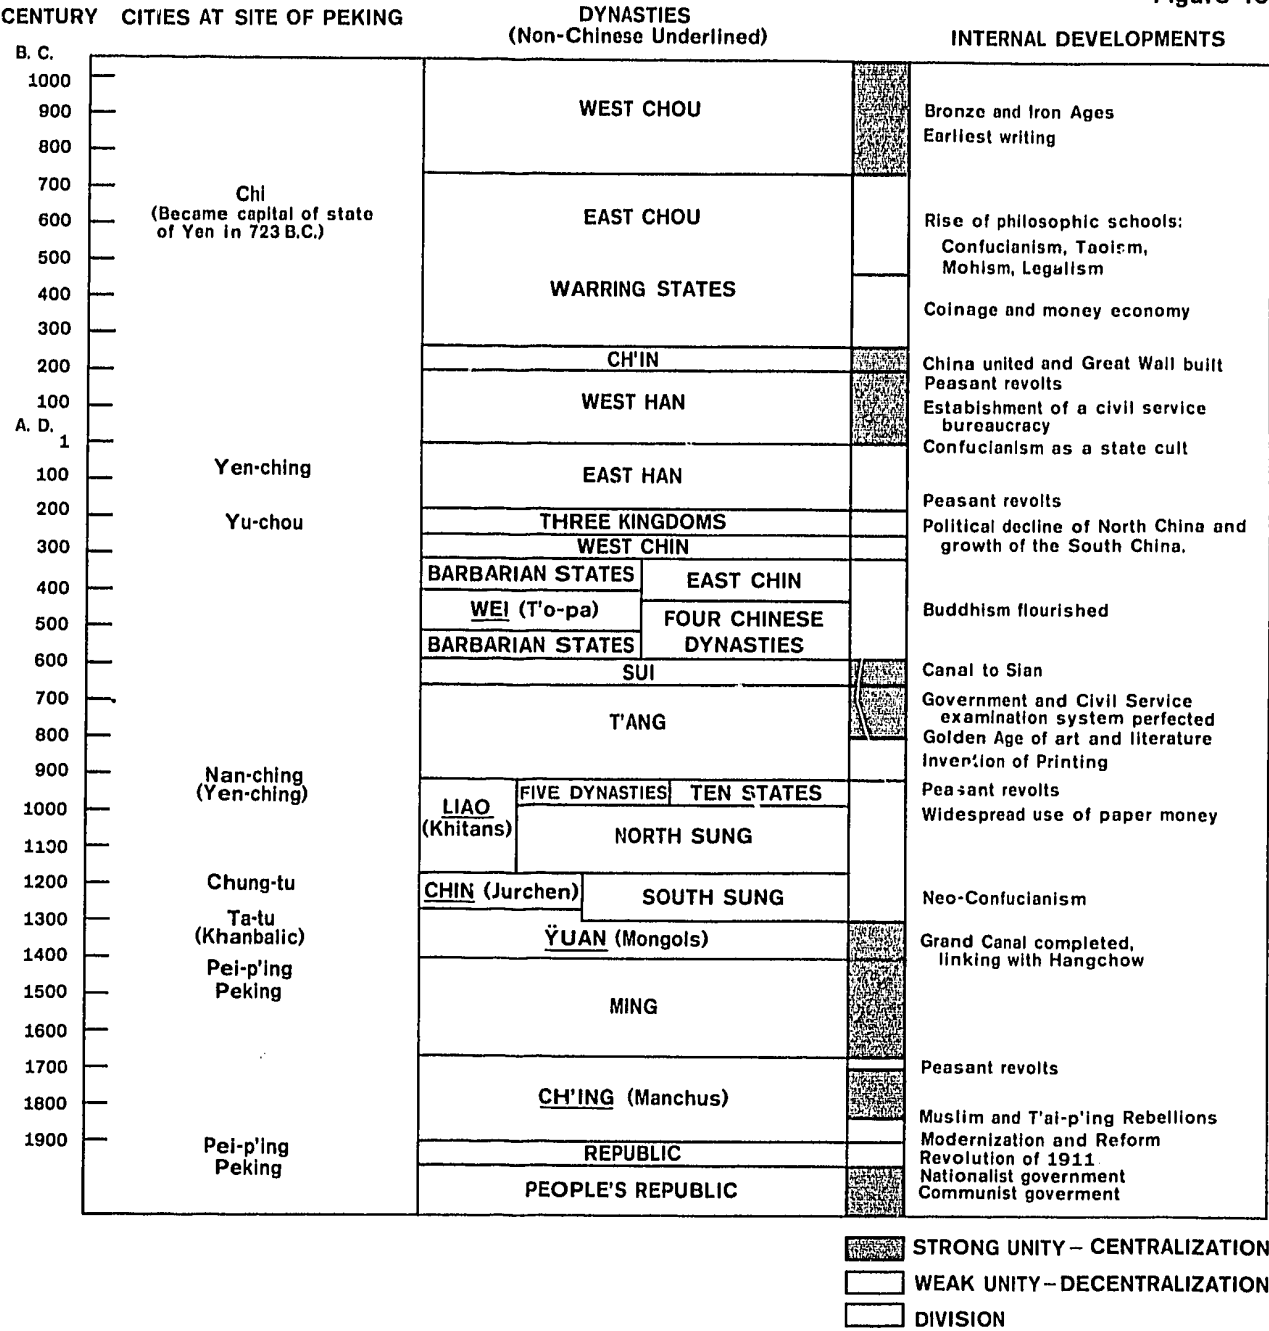 Figure
CENTURY
CITIES AT SITE OF PEKING
DYNASTIES
(Non-Chinese Underlined)
INTERNAL DEVELOPMENTS
B. C.
1000
900
800
700
600
500
400
300
200
100
A. D.
1
100
200
300
400
500
600
700
800
900
1000
1100
1200
1300
1400
1500
1600
1700
1800
1900
Chi
(Became capital of state
of Yen in 723 B.C.)
Yen-ching
Yu-chou
Nan-ching
(Yen-ching)
Chung-tu
Ta-tu
(Khanbalic)
Pei-p'ing
Peking
Pei-p'ing
Peking
WEST CHOU
EAST CHOU
WARRING STATES
CH'IN
WEST HAN
EAST HAN
THREE KINGDOMS
WEST CHIN
BARBARIAN STATES
EAST CHIN
WEI (T'o-pa)
FOUR CHINESE
DYNASTIES
BARBARIAN STATES
SUI
T'ANG
LIAO
(Khitans)
FIVE DYNASTIES
TEN STATES
NORTH SUNG
CHIN (Jurchen)
SOUTH SUNG
ŸUAN (Mongols)
MING
CH'ING (Manchus)
REPUBLIC
PEOPLE'S REPUBLIC
Bronze and Iron Ages
Earliest writing
Rise of philosophic schools:
Confucianism, Taoism,
Mohism, Legalism
Coinage and money economy
China united and Great Wall built
Peasant revolts
Estabishment of a civil service
bureaucracy
Confucianism as a state cult
Peasant revolts
Political decline of North China and
growth of the South China.
Buddhism flourished
Canal to Sian
Government and Civil Service
examination system perfected
Golden Age of art and literature
Invention of Printing
Peasant revolts
Widespread use of paper money
Neo-Confucianism
Grand Canal completed,
linking with Hangchow
Peasant revolts
Muslim and T'ai-p'ing Rebellions
Modernization and Reform
Revolution of 1911
Nationalist government
Communist goverment
STRONG UNITY – CENTRALIZATION
WEAK UNITY – DECENTRALIZATION
DIVISION